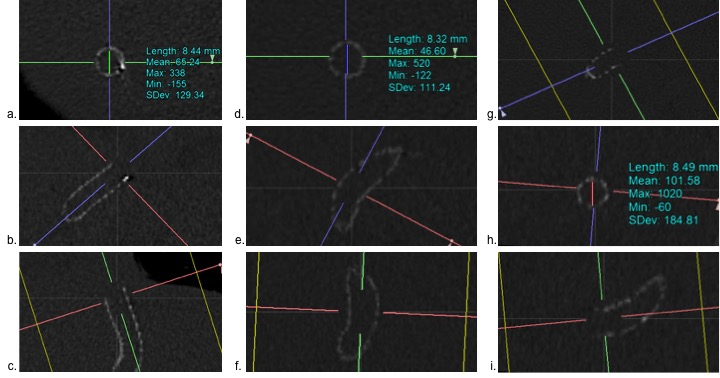 a.
Length: 8.44 mm
Mean: 65.24
Max: 338
Min: -155
SDev: 129.34
d.
Length: 8.32 mm
Mean: 46.60
Max: 520
Min: -122
SDev: 111.24
g.
b.
e.
h.
Length: 8.49 mm
Mean: 101.58
Max: 1020
Min: -60
SDev: 184.81
c.
f.
i.